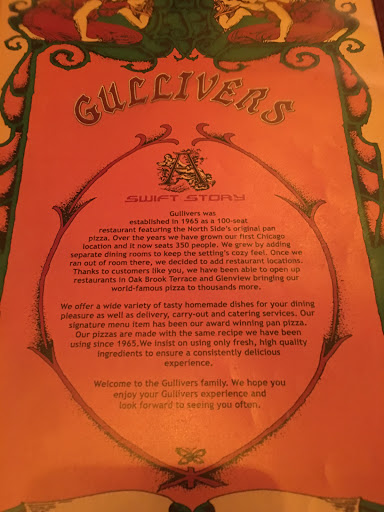 GULLIVERS
A
SWIFT STORY
Gullivers was
established in 1965 as a 100-seat
restaurant featuring the North Side's original pan
pizza. Over the years we have grown our first Chicago
location and it now seats 350 people. We grew by adding
separate dining rooms to keep the setting's cozy feel. Once we
ran out of room there, we decided to add restaurant locations.
Thanks to customers like you, we have been able to open up
restaurants in Oak Brook Terrace and Glenview bringing our
world-famous pizza to thousands more.
We offer a wide variety of tasty homemade dishes for your dining
pleasure as well as delivery, carry-out and catering services. Our
signature menu item has been our award winning pan pizza.
Our pizzas are made with the same recipe we have been
using since 1965.We insist on using only fresh, high quality
ingredients to ensure a consistently delicious
experience.
Welcome to the Gullivers family. We hope you
enjoy your Gullivers experience and
look forward to seeing you often.